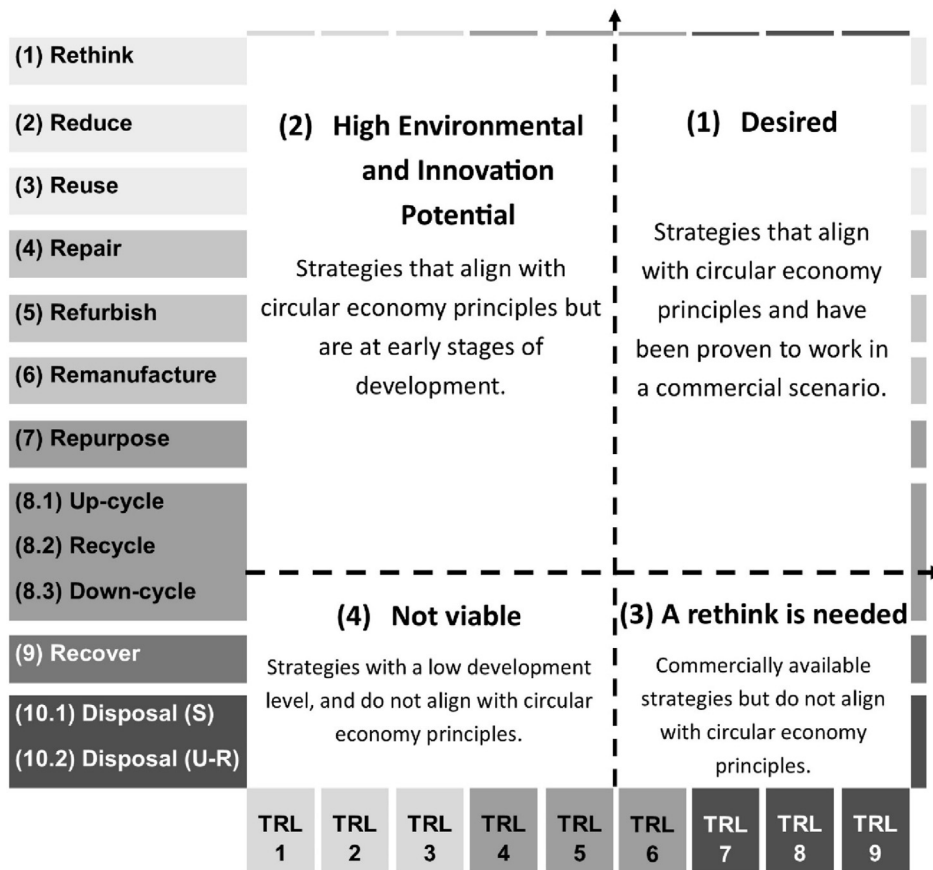 (1) Rethink
(2) Reduce
(3) Reuse
(4) Repair
(5) Refurbish
(6) Remanufacture
(7) Repurpose
(8.1) Up-cycle
(8.2) Recycle
(8.3) Down-cycle
(9) Recover
(10.1) Disposal (S)
(10.2) Disposal (U-R)
(2) High Environmental
and Innovation
Potential
Strategies that align with
circular economy principles but
are at early stages of
development.
(1) Desired
Strategies that align
with circular economy
principles and have
been proven to work in
a commercial scenario.
(4) Not viable
Strategies with a low development
level, and do not align with circular
economy principles.
(3) A rethink is needed
Commercially available
strategies but do not align
with circular economy
principles.
TRL
1
TRL
2
TRL
3
TRL
4
TRL
5
TRL
6
TRL
7
TRL
8
TRL
9